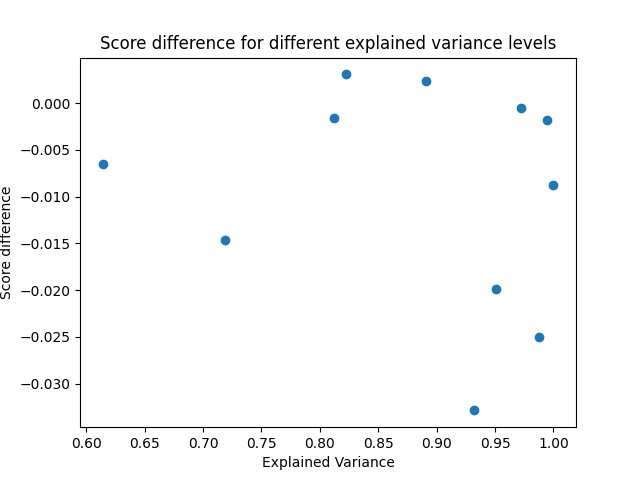 Score difference for different explained variance levels
Score difference
0.000
−0.005
−0.010
−0.015
−0.020
−0.025
−0.030
0.60 0.65 0.70 0.75 0.80 0.85 0.90 0.95 1.00
Explained Variance